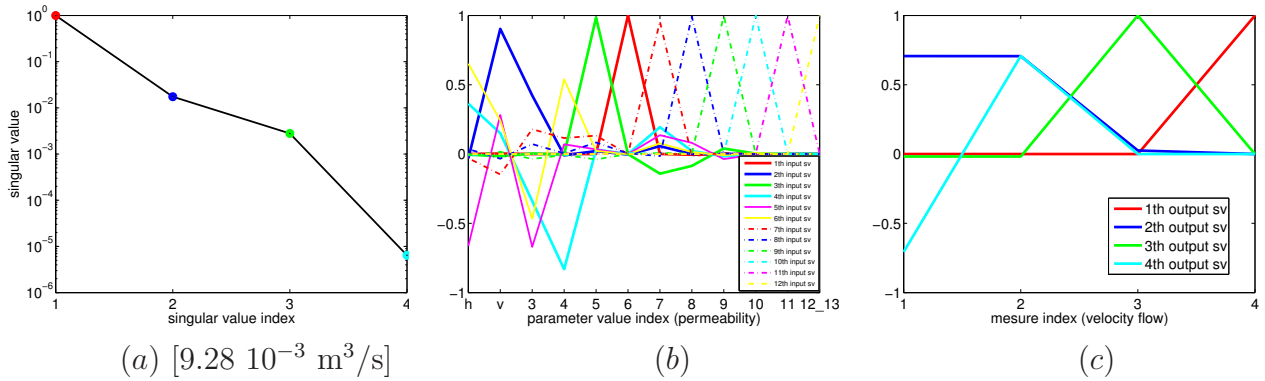 10^0
10^-1
10^-2
10^-3
10^-4
10^-5
10^-6
singular value
1 2 3 4
singular value index
(a) [9.28 10^-3 m^3/s]
1
0.5
0
−0.5
−1
h v 3 4 5 6 7 8 9 10 11 12_13
parameter value index (permeability)
1th input sv
2th input sv
3th input sv
4th input sv
5th input sv
6th input sv
7th input sv
8th input sv
9th input sv
10th input sv
11th input sv
12th input sv
(b)
1
0.5
0
−0.5
−1
1 2 3 4
mesure index (velocity flow)
1th output sv
2th output sv
3th output sv
4th output sv
(c)